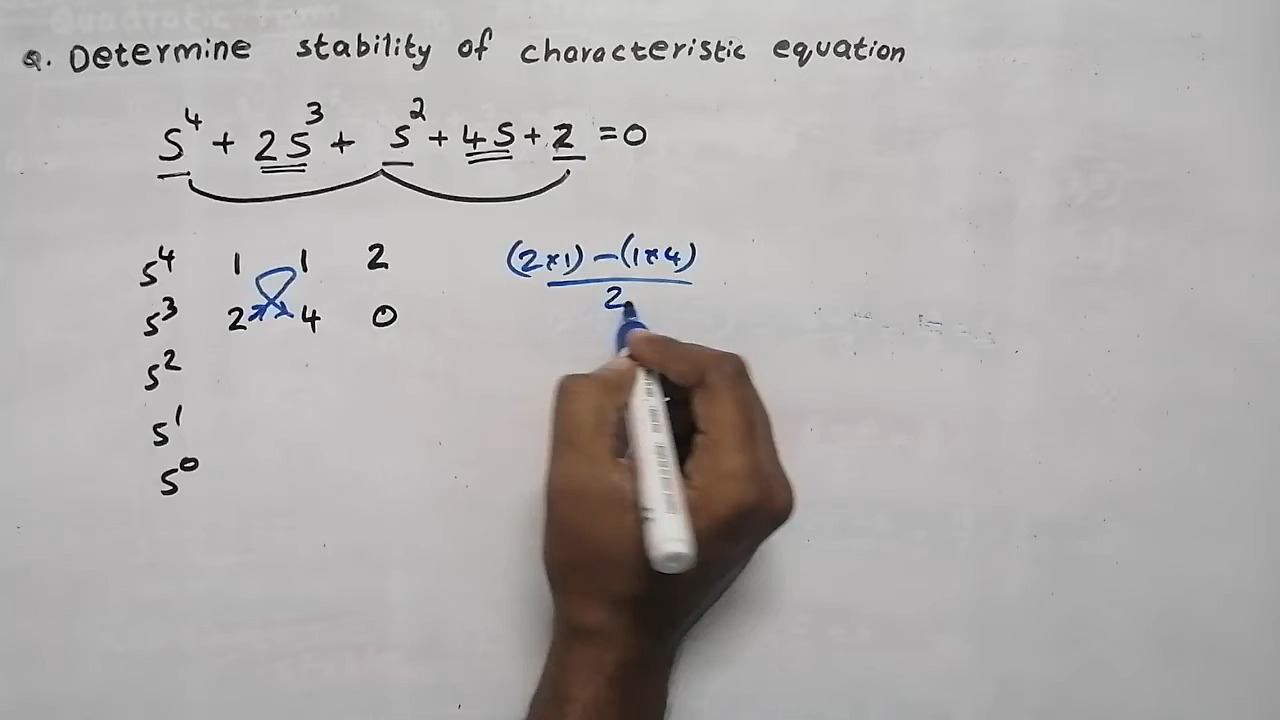 Q. Determine stability of characteristic equation
S⁴ + 2S³ + S² + 4S + 2 = 0
S⁴ 1 1 2
S³ 2 4 0
S²
S¹
S⁰
(2*1) - (1*4)
2